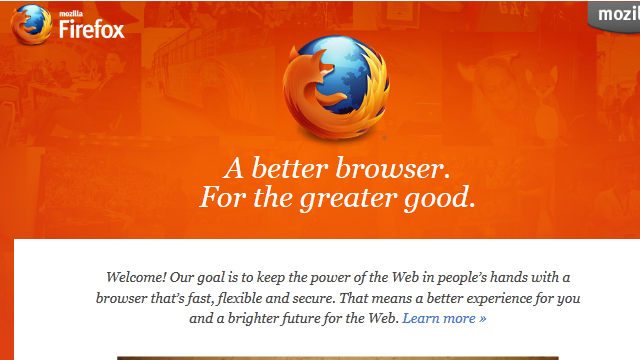 mozilla
Firefox
mozil
A better browser.
For the greater good.
Welcome! Our goal is to keep the power of the Web in people's hands with a
browser that's fast, flexible and secure. That means a better experience for you
and a brighter future for the Web. Learn more »